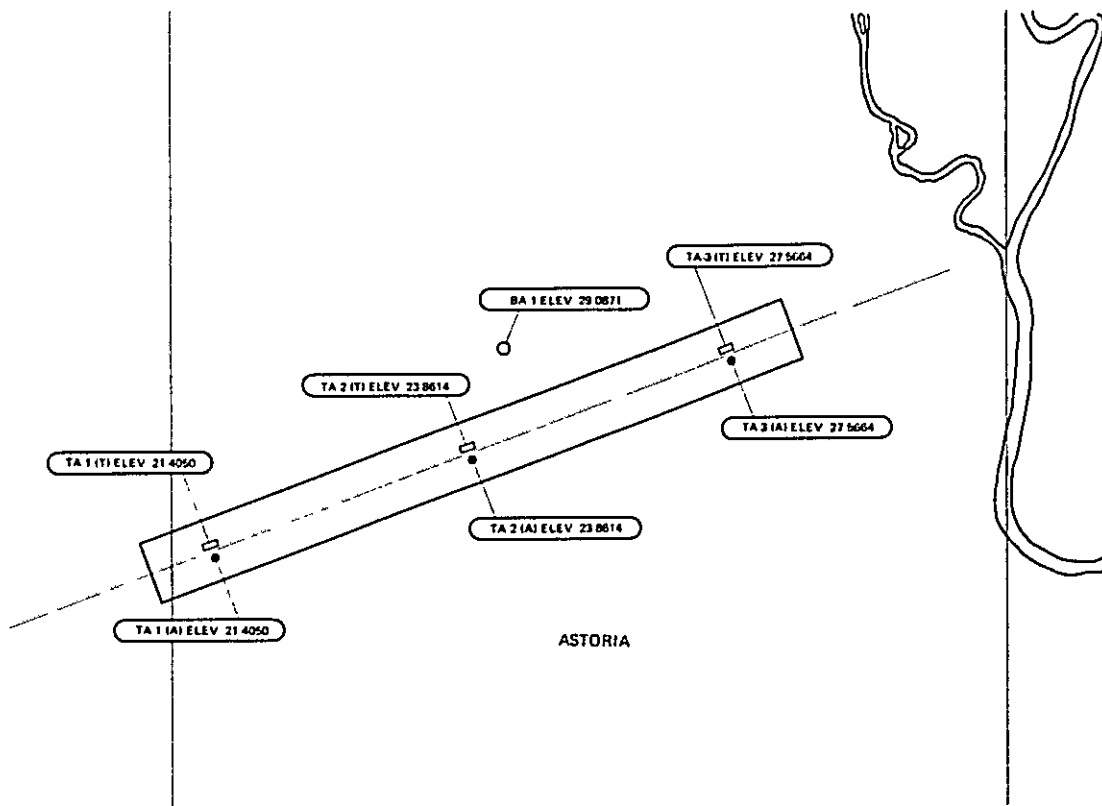 TA-3 (T) ELEV 27 5664
BA 1 ELEV 29 0871
TA 2 (T) ELEV 23 8614
TA 3 (A) ELEV 27 5664
TA 1 (T) ELEV 21 4050
TA 2 (A) ELEV 23 8614
TA 1 (A) ELEV 21 4050
ASTORIA